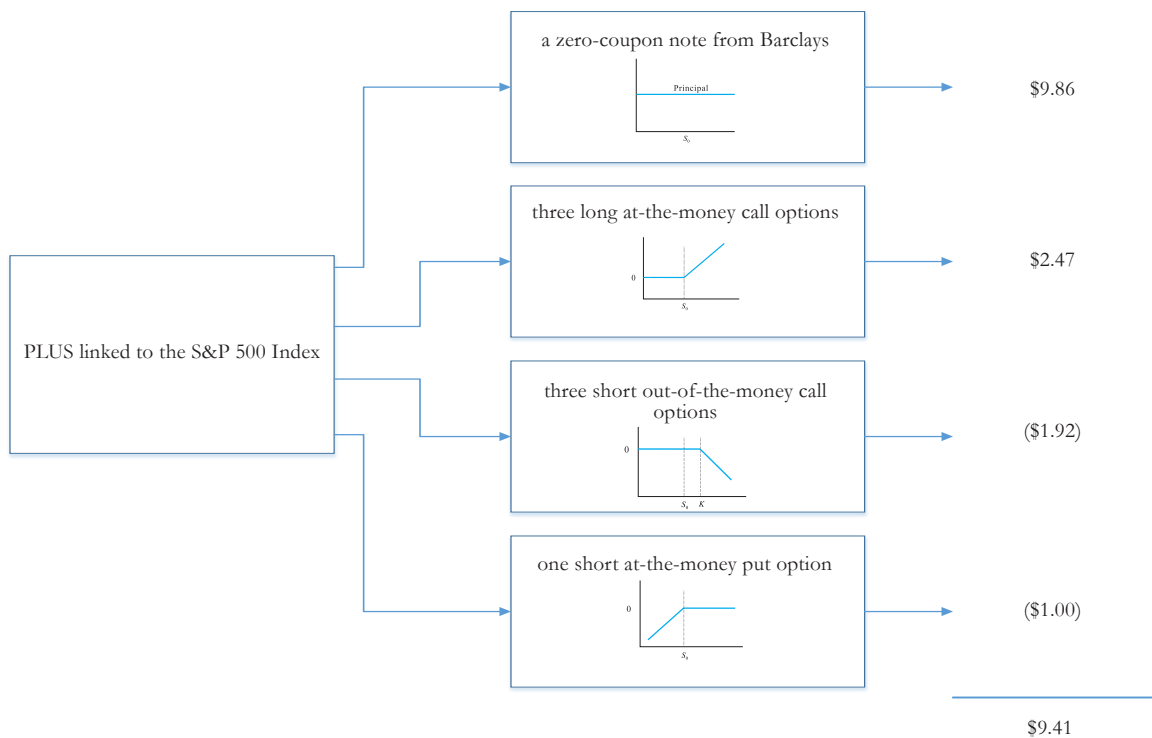 a zero-coupon note from Barclays
Principal
S₀
$9.86
three long at-the-money call options
0
S₀
$2.47
PLUS linked to the S&P 500 Index
three short out-of-the-money call
options
0
S₀ K
($1.92)
one short at-the-money put option
0
S₀
($1.00)
$9.41